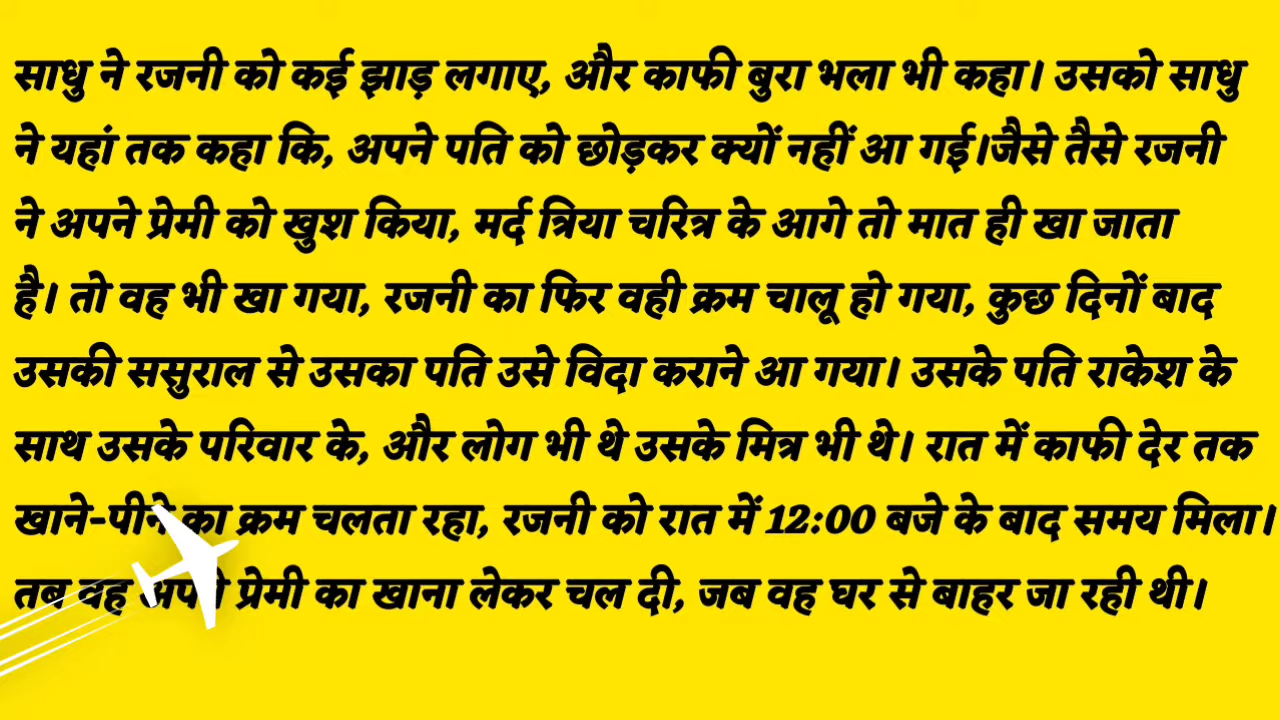 साधु ने रजनी को कई झाड़ लगाए, और काफी बुरा भला भी कहा। उसको साधु
ने यहां तक कहा कि, अपने पति को छोड़कर क्यों नहीं आ गई।जैसे तैसे रजनी
ने अपने प्रेमी को खुश किया, मर्द त्रिया चरित्र के आगे तो मात ही खा जाता
है। तो वह भी खा गया, रजनी का फिर वही क्रम चालू हो गया, कुछ दिनों बाद
उसकी ससुराल से उसका पति उसे विदा कराने आ गया। उसके पति राकेश के
साथ उसके परिवार के, और लोग भी थे उसके मित्र भी थे। रात में काफी देर तक
खाने-पीने का क्रम चलता रहा, रजनी को रात में 12:00 बजे के बाद समय मिला।
तब वह अपने प्रेमी का खाना लेकर चल दी, जब वह घर से बाहर जा रही थी।